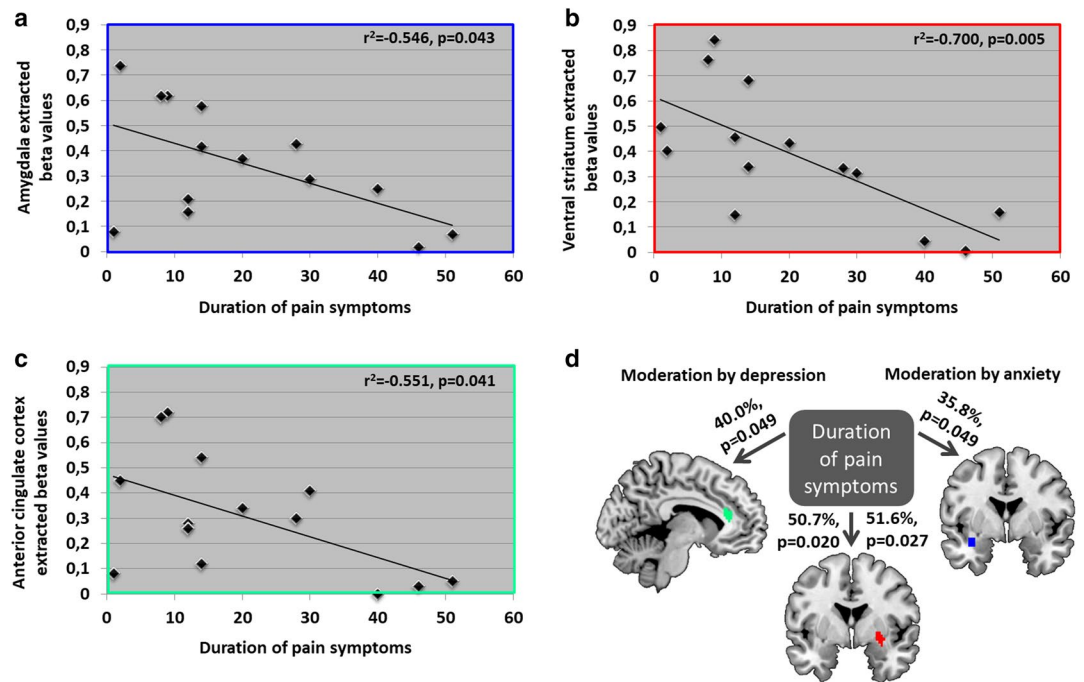 a
r²=-0.546, p=0.043
Amygdala extracted
beta values
0,9
0,8
0,7
0,6
0,5
0,4
0,3
0,2
0,1
0
0 10 20 30 40 50 60
Duration of pain symptoms
b
r²=-0.700, p=0.005
Ventral striatum extracted
beta values
0,9
0,8
0,7
0,6
0,5
0,4
0,3
0,2
0,1
0
0 10 20 30 40 50 60
Duration of pain symptoms
c
r²=-0.551, p=0.041
Anterior cingulate cortex
extracted beta values
0,9
0,8
0,7
0,6
0,5
0,4
0,3
0,2
0,1
0
0 10 20 30 40 50 60
Duration of pain symptoms
d
Moderation by depression
Moderation by anxiety
40.0%,
p=0.049
35.8%,
p=0.049
Duration
of pain
symptoms
50.7%,
p=0.020
51.6%,
p=0.027